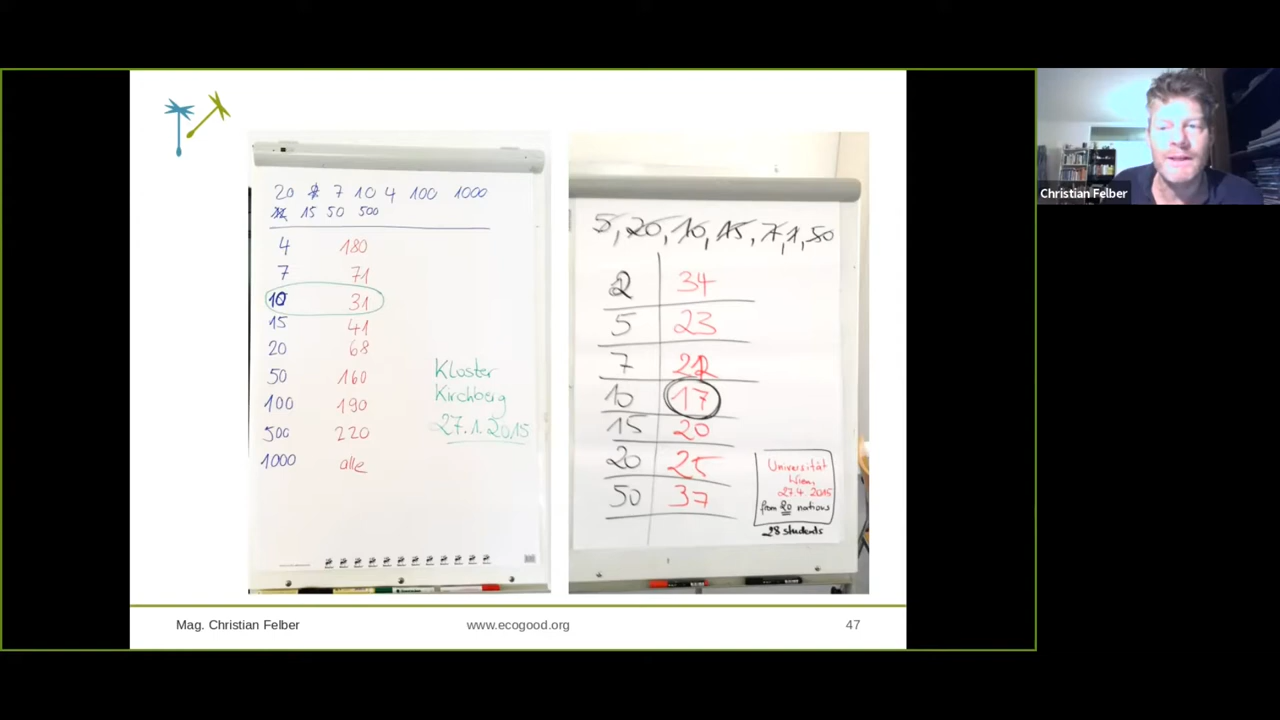 20 7 10 4 100 1000
15 50 500
4 180
7 71
10 31
15 41
20 68
50 160
100 190
500 220
1000 alle
Kloster
Kirchberg
27.1.2015
5, 20, 10, 15, 7, 1, 50
2 34
5 23
7
10 17
15 20
20 25
50 37
Universität
Wien
27.4.2015
from 20 nations
28 students
Mag. Christian Felber
www.ecogood.org
47
Christian Felber